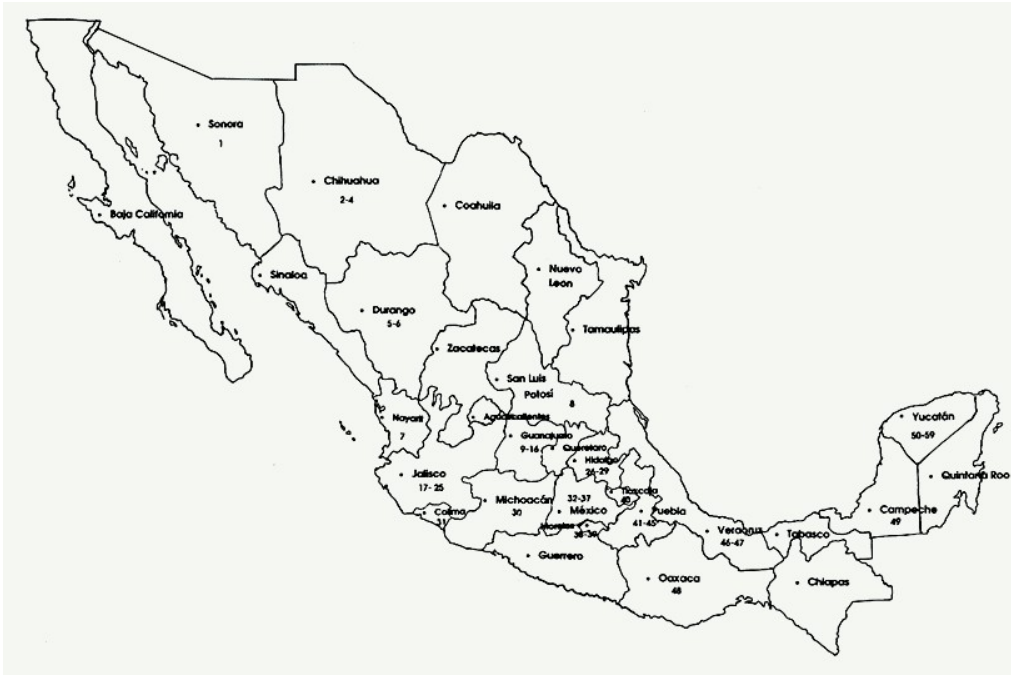 Sonora
1
Chihuahua
2-4
Coahuila
Baja California
Sinaloa
Nuevo
Leon
Durango
5-6
Tamaulipas
Zacatecas
San Luis
Potosí
8
Nayarit
7
Aguascalientes
Guanajuato
9-16
Querétaro
Hidalgo
26-29
Yucatán
50-59
Jalisco
17-25
Quintana Roo
Michoacán
30
32-37
México
Tlaxcala
40
Colima
31
Puebla
41-45
Morelos
38-39
Veracruz
46-47
Tabasco
Campeche
49
Guerrero
Oaxaca
48
Chiapas